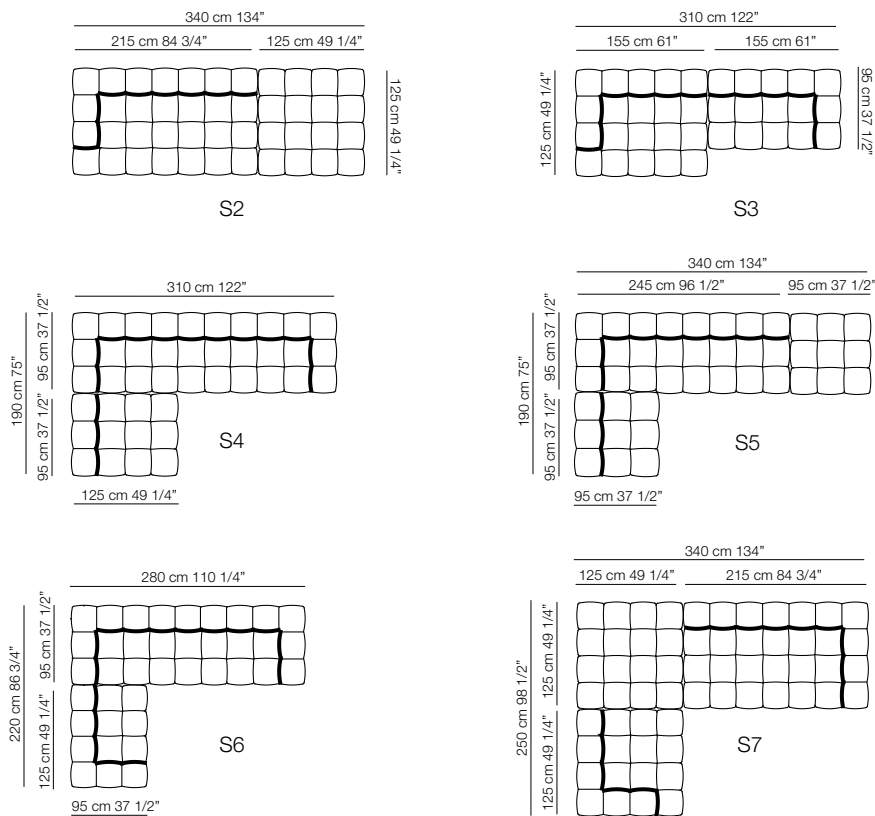 340 cm 134”
215 cm 84 3/4”
125 cm 49 1/4”
125 cm 49 1/4”
S2
310 cm 122”
155 cm 61”
155 cm 61”
125 cm 49 1/4”
95 cm 37 1/2”
S3
310 cm 122”
190 cm 75”
95 cm 37 1/2”
95 cm 37 1/2”
S4
125 cm 49 1/4”
340 cm 134”
245 cm 96 1/2”
95 cm 37 1/2”
190 cm 75”
95 cm 37 1/2”
95 cm 37 1/2”
S5
95 cm 37 1/2”
280 cm 110 1/4”
220 cm 86 3/4”
95 cm 37 1/2”
125 cm 49 1/4”
S6
95 cm 37 1/2”
340 cm 134”
125 cm 49 1/4”
215 cm 84 3/4”
250 cm 98 1/2”
125 cm 49 1/4”
125 cm 49 1/4”
S7